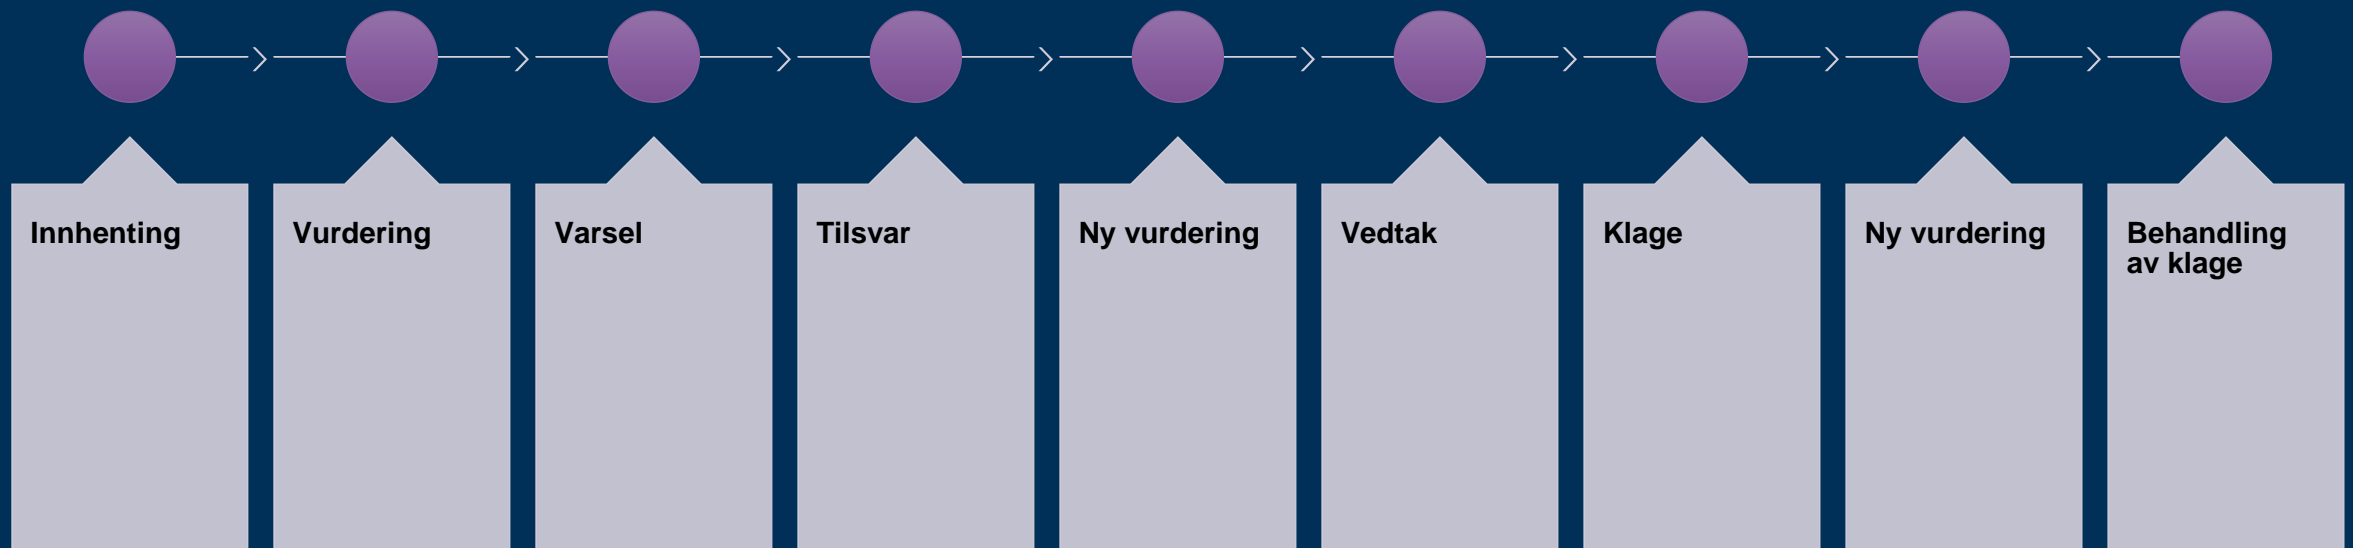 Innhenting
Vurdering
Varsel
Tilsvar
Ny vurdering
Vedtak
Klage
Ny vurdering
Behandling
av klage